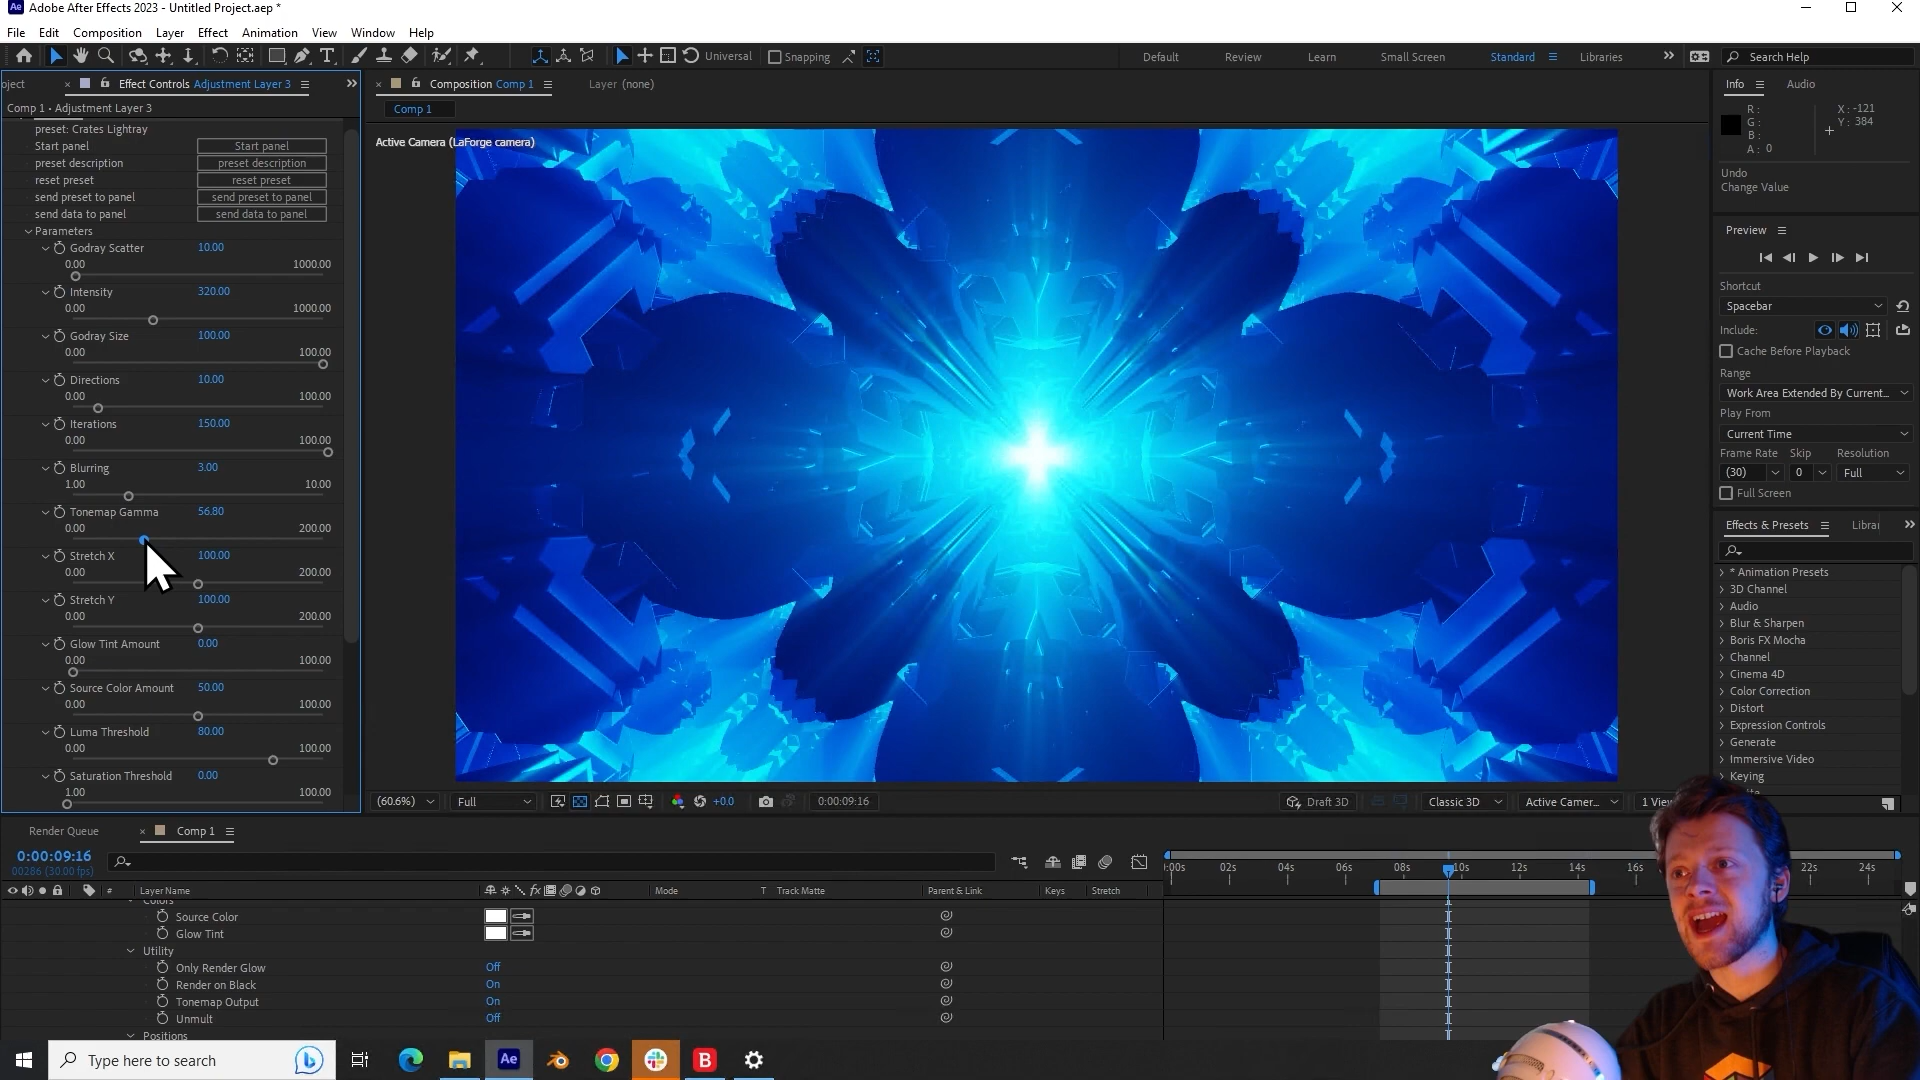 Adobe After Effects 2023 - Untitled Project.aep *
File Edit Composition Layer Effect Animation View Window Help
Universal Snapping Default Review Learn Small Screen Standard Libraries Search Help
oject Effect Controls Adjustment Layer 3
Comp 1 • Adjustment Layer 3
preset: Crates Lightray
Start panel Start panel
preset description preset description
reset preset reset preset
send preset to panel send preset to panel
send data to panel send data to panel
Parameters
Godray Scatter 10.00
0.00 1000.00
Intensity 320.00
0.00 1000.00
Godray Size 100.00
0.00 100.00
Directions 10.00
0.00 100.00
Iterations 150.00
0.00 100.00
Blurring 3.00
1.00 10.00
Tonemap Gamma 56.80
0.00 200.00
Stretch X 100.00
0.00 200.00
Stretch Y 100.00
0.00 200.00
Glow Tint Amount 0.00
0.00 100.00
Source Color Amount 50.00
0.00 100.00
Luma Threshold 80.00
0.00 100.00
Saturation Threshold 0.00
1.00 100.00
Composition Comp 1 Layer (none)
Comp 1
Active Camera (LaForge camera)
(60.6%) Full +0.0 0:00:09:16 Draft 3D Classic 3D Active Camer... 1 View
Info Audio
R: X: -121
G: Y: 384
B:
A: 0
Undo
Change Value
Preview
Shortcut
Spacebar
Include:
Cache Before Playback
Range
Work Area Extended By Current...
Play From
Current Time
Frame Rate Skip Resolution
(30) 0 Full
Full Screen
Effects & Presets Librai
* Animation Presets
3D Channel
Audio
Blur & Sharpen
Boris FX Mocha
Channel
Cinema 4D
Color Correction
Distort
Expression Controls
Generate
Immersive Video
Keying
Render Queue Comp 1
0:00:09:16
00286 (30.00 fps)
:00s 02s 04s 06s 08s 10s 12s 14s 16s 22s 24s
# Layer Name fx Mode T Track Matte Parent & Link Keys Stretch
Colors
Source Color
Glow Tint
Utility
Only Render Glow Off
Render on Black On
Tonemap Output On
Unmult Off
Positions
Type here to search
Ae
B